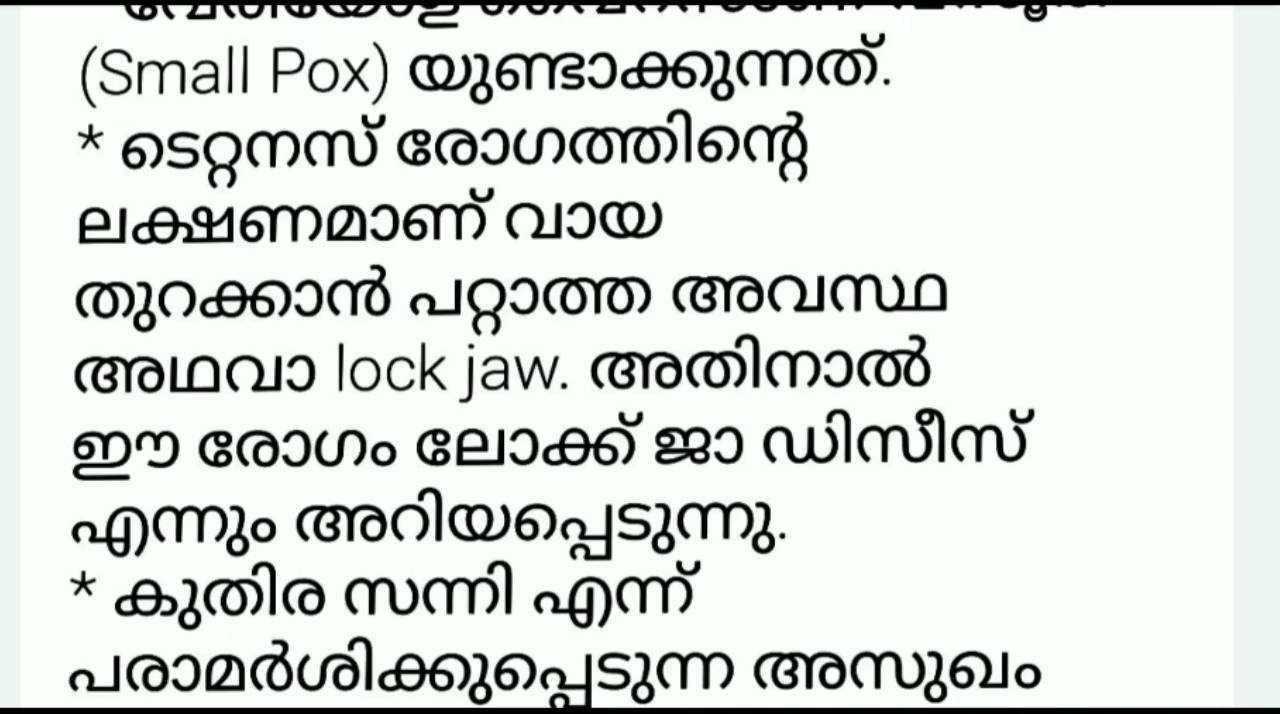 (Small Pox) യുണ്ടാക്കുന്നത്.
* ടെറ്റനസ് രോഗത്തിന്റെ
ലക്ഷണമാണ് വായ
തുറക്കാൻ പറ്റാത്ത അവസ്ഥ
അഥവാ lock jaw. അതിനാൽ
ഈ രോഗം ലോക്ക് ജാ ഡിസീസ്
എന്നും അറിയപ്പെടുന്നു.
* കുതിര സന്നി എന്ന്
പരാമർശിക്കുപ്പെടുന്ന അസുഖം